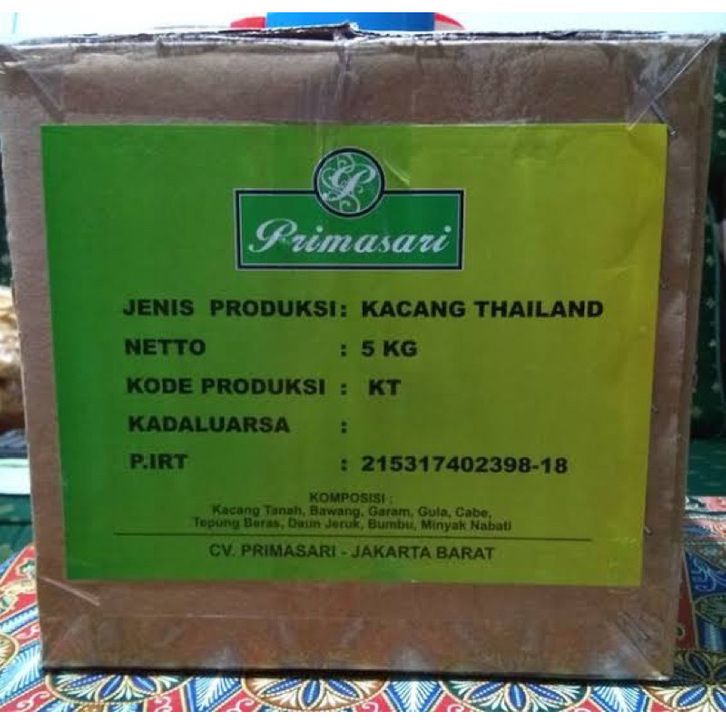 Primasari
JENIS PRODUKSI : KACANG THAILAND
NETTO : 5 KG
KODE PRODUKSI : KT
KADALUARSA :
P.IRT : 215317402398-18
KOMPOSISI :
Kacang Tanah, Bawang, Garam, Gula, Cabe,
Tepung Beras, Daun Jeruk, Bumbu, Minyak Nabati
CV. PRIMASARI - JAKARTA BARAT